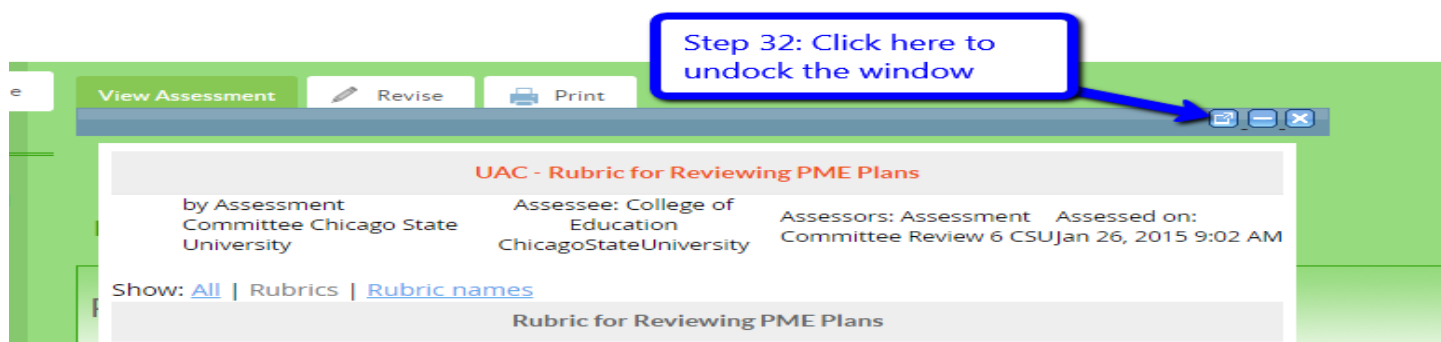 Step 32: Click here to
undock the window
e
View Assessment
Revise
Print
UAC - Rubric for Reviewing PME Plans
by Assessment
Committee Chicago State
University
Assessee: College of
Education
ChicagoStateUniversity
Assessors: Assessment
Committee Review 6 CSU
Assessed on:
Jan 26, 2015 9:02 AM
Show: All | Rubrics | Rubric names
Rubric for Reviewing PME Plans